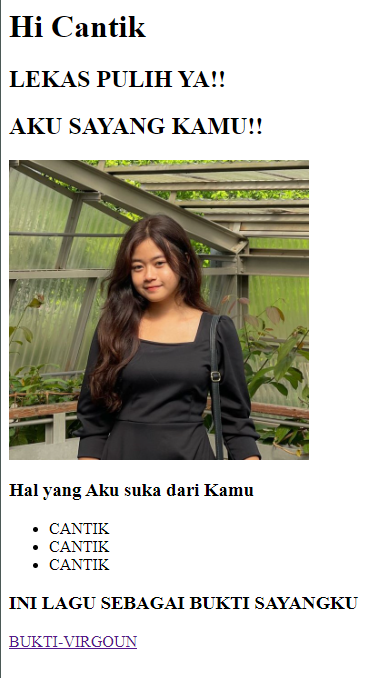 Hi Cantik
LEKAS PULIH YA!!
AKU SAYANG KAMU!!
Hal yang Aku suka dari Kamu
CANTIK
CANTIK
CANTIK
INI LAGU SEBAGAI BUKTI SAYANGKU
BUKTI-VIRGOUN